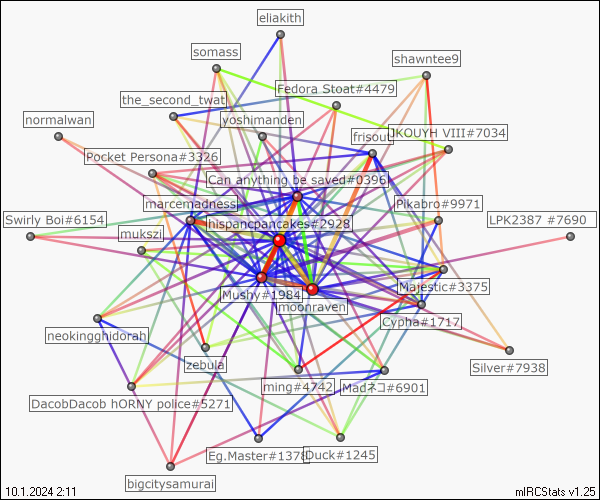 eliakith
somass
shawntee9
Fedora Stoat#4479
the_second_twat
normalwan
yoshimanden
frisout
JKOUYH VIII#7034
Pocket Persona#3326
Can anything be saved#0396
marcemadness
Pikabro#9971
Swirly Boi#6154
hispancpancakes#2928
LPK2387 #7690
mukszi
Majestic#3375
Mushy#1984
moonraven
Cypha#1717
neokingghidorah
zebula
Silver#7938
ming#4742
Madネコ#6901
DacobDacob hORNY police#5271
Eg.Master#1378
Duck#1245
bigcitysamurai
10.1.2024 2:11
mIRCStats v1.25